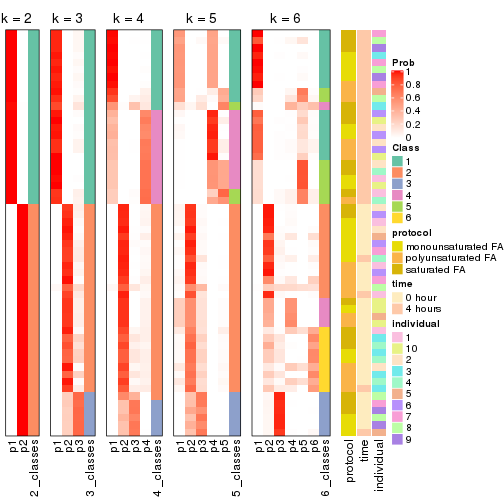 k = 2
k = 3
k = 4
k = 5
k = 6
Prob
1
0.8
0.6
0.4
0.2
0
Class
1
2
3
4
5
6
protocol
monounsaturated FA
polyunsaturated FA
saturated FA
time
0 hour
4 hours
individual
1
10
2
3
4
5
6
7
8
9
p1
p2
2_classes
p1
p2
p3
3_classes
p1
p2
p3
p4
4_classes
p1
p2
p3
p4
p5
5_classes
p1
p2
p3
p4
p5
p6
6_classes
protocol
time
individual